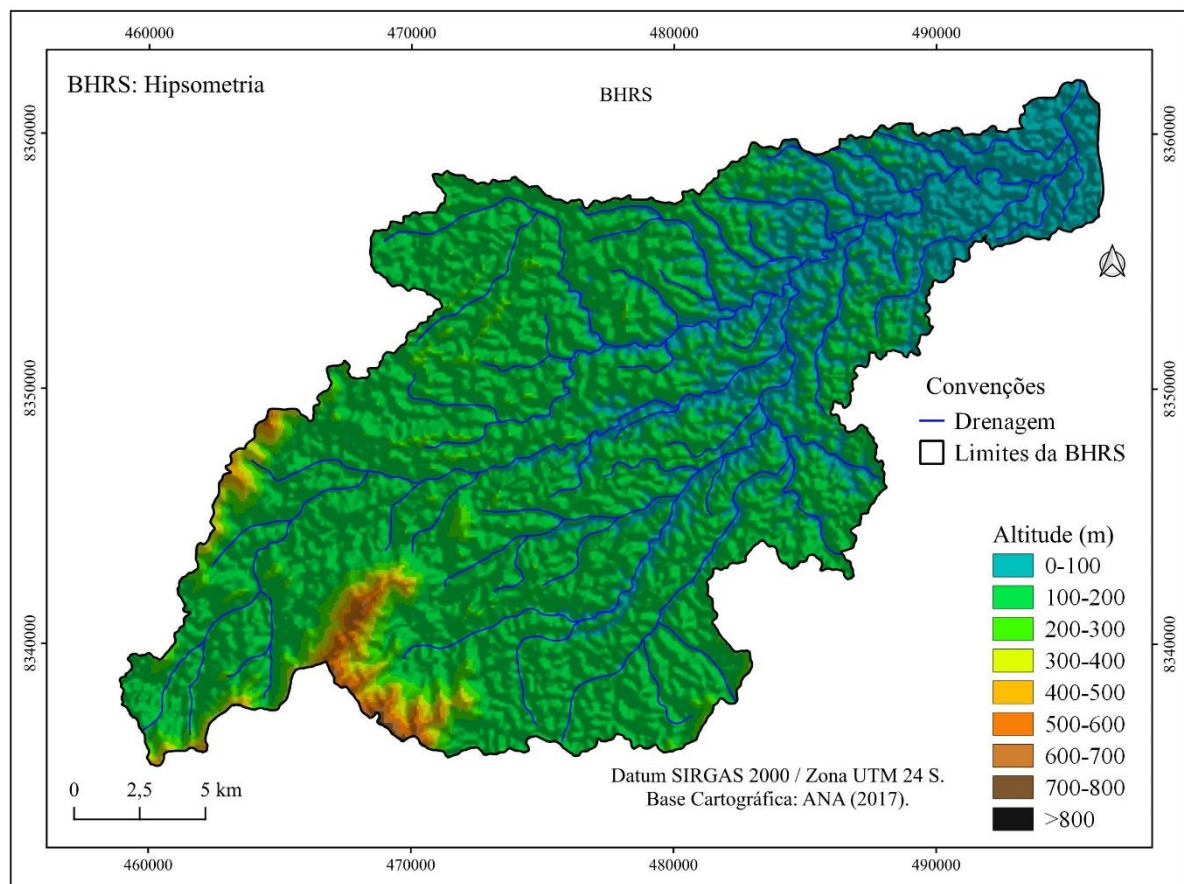 460000
470000
480000
490000
BHRS: Hipsometria
BHRS
8360000
8360000
8350000
8350000
8340000
8340000
Convenções
Drenagem
Limites da BHRS
Altitude (m)
0-100
100-200
200-300
300-400
400-500
500-600
600-700
700-800
>800
0 2,5 5 km
Datum SIRGAS 2000 / Zona UTM 24 S.
Base Cartográfica: ANA (2017).
460000
470000
480000
490000